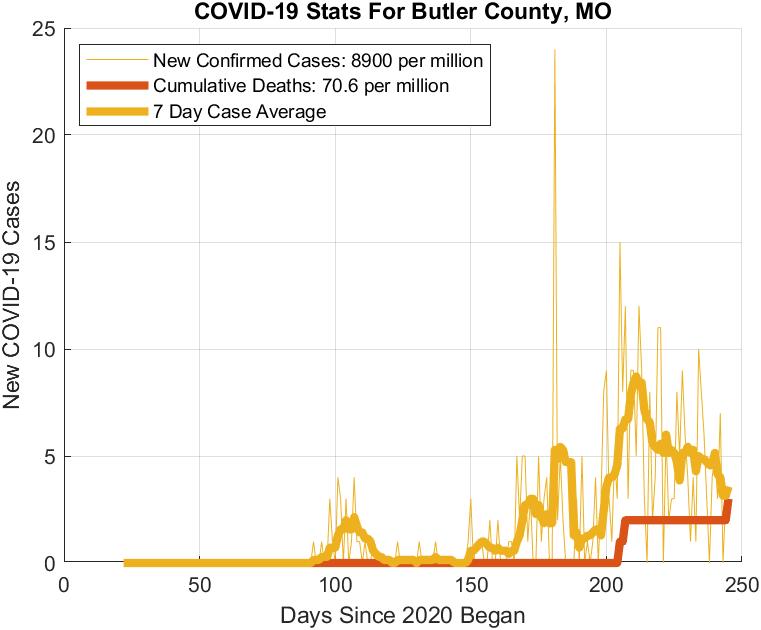 COVID-19 Stats For Butler County, MO
25
New Confirmed Cases: 8900 per million
Cumulative Deaths: 70.6 per million
7 Day Case Average
20
15
10
5
0
New COVID-19 Cases
0 50 100 150 200 250
Days Since 2020 Began